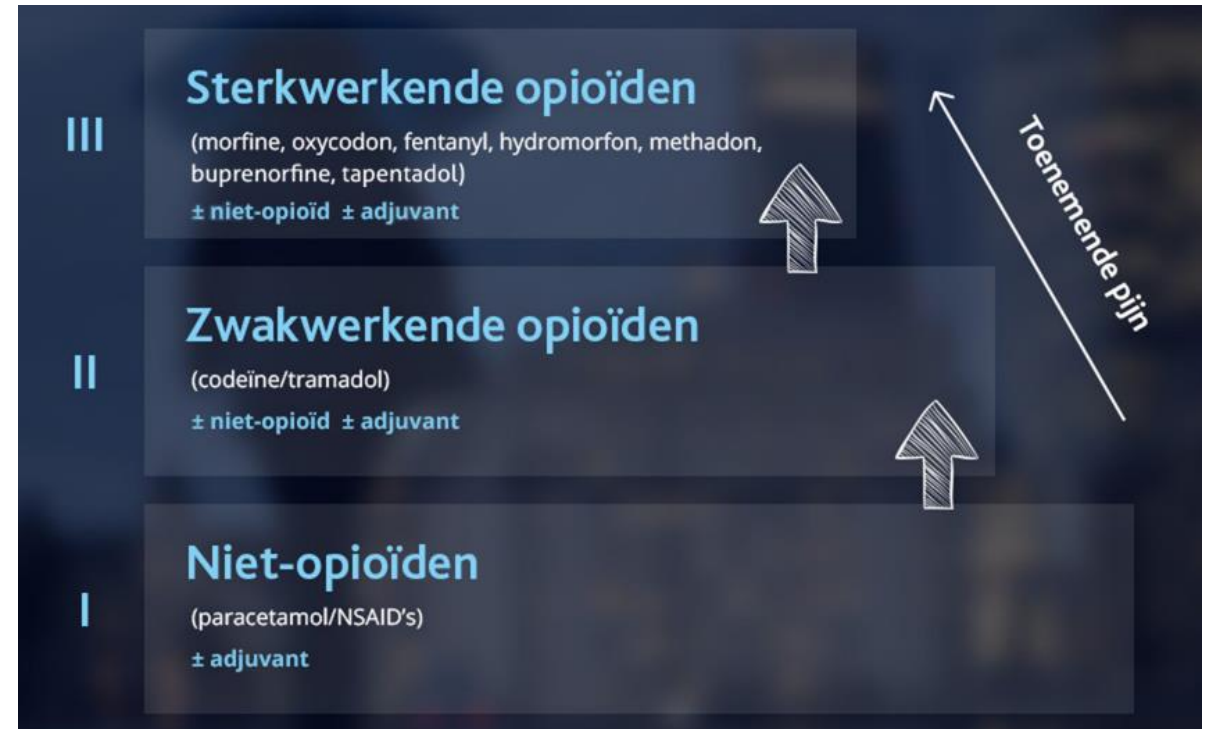 III
Sterkwerkende opioïden
(morfine, oxycodon, fentanyl, hydromorfon, methadon,
buprenorfine, tapentadol)
± niet-opioïd ± adjuvant
Toenemende pijn
II
Zwakwerkende opioïden
(codeïne/tramadol)
± niet-opioïd ± adjuvant
I
Niet-opioïden
(paracetamol/NSAID's)
± adjuvant